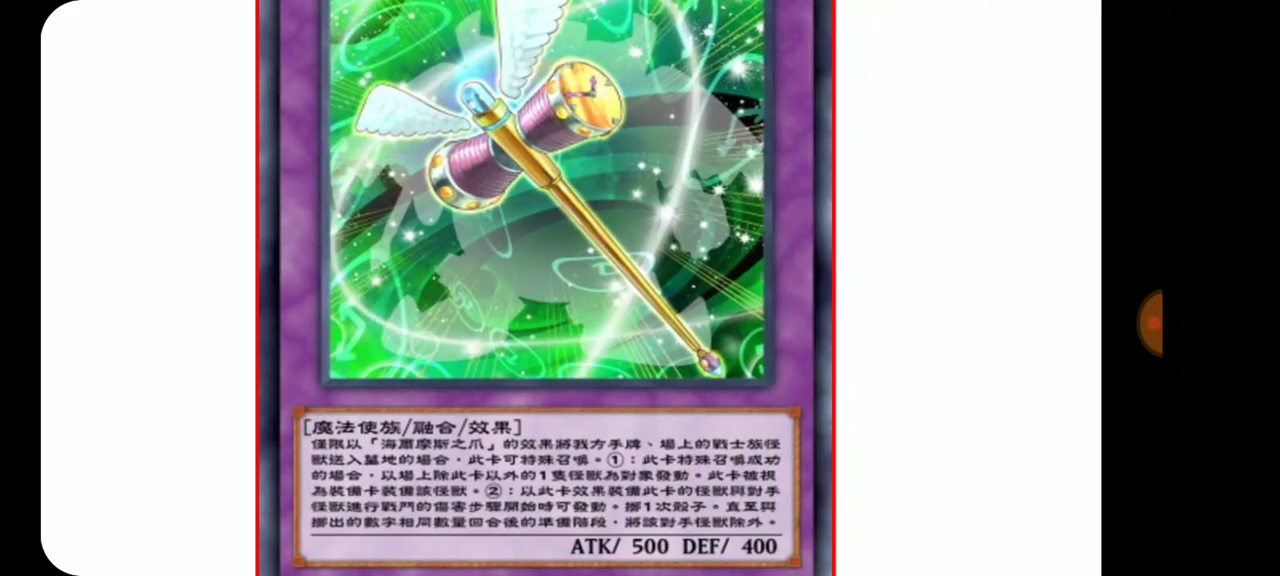 [魔法使族/融合/效果]
僅限以「海爾摩斯之爪」的效果將我方手牌、場上的戰士族怪
獸送入墓地的場合,此卡可特殊召喚。①:此卡特殊召喚成功
的場合,以場上除此卡以外的1隻怪獸為對象發動。此卡被視
為裝備卡裝備該怪獸。②:以此卡效果裝備此卡的怪獸與對手
怪獸進行戰鬥的傷害步驟開始時可發動。擲1次骰子。直至與
擲出的數字相同數量回合後的準備階段,將該對手怪獸除外。
ATK/ 500 DEF/ 400